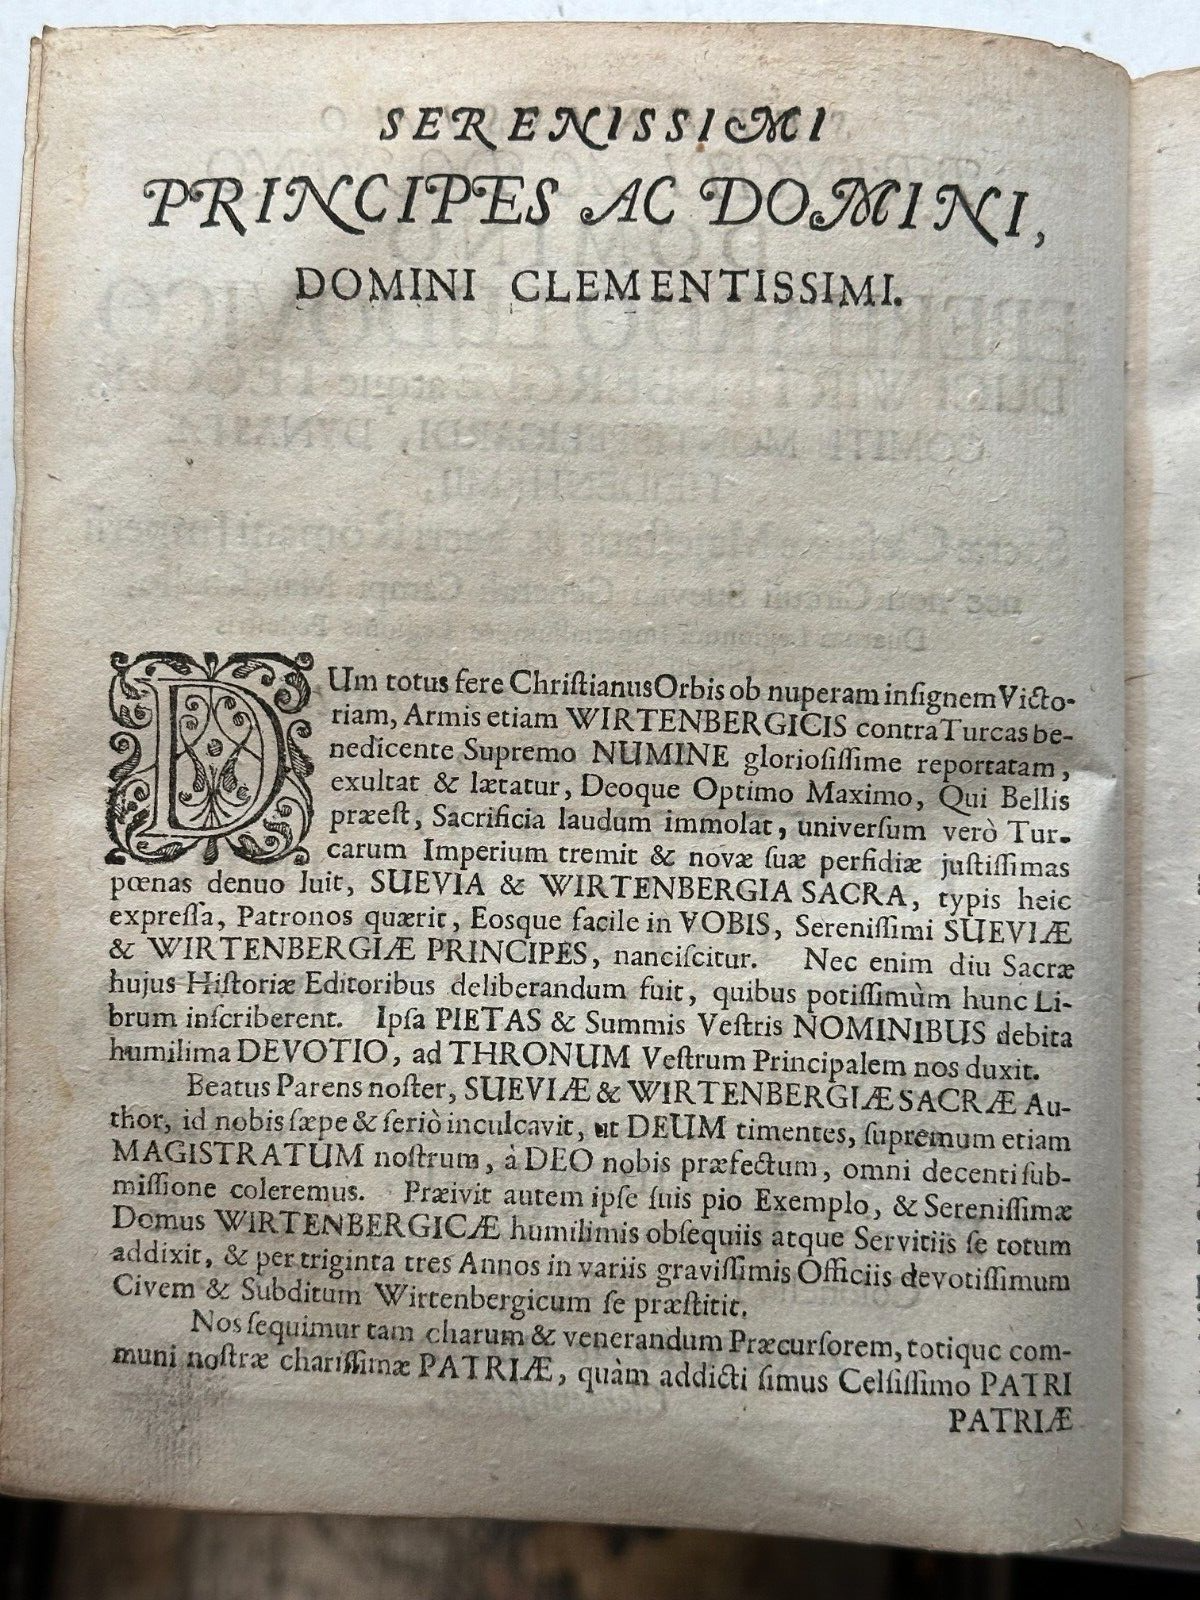 SERENISSIMI
PRINCIPES AC DOMINI,
DOMINI CLEMENTISSIMI.
DUm totus fere Chriſtianus Orbis ob nuperam inſignem Victo-
riam, Armis etiam WIRTENBERGICIS contra Turcas be-
nedicente Supremo NUMINE glorioſiſſime reportatam,
exultat & lætatur, Deoque Optimo Maximo, Qui Bellis
præeſt, Sacrificia laudum immolat, univerſum verò Tur-
carum Imperium tremit & novæ ſuæ perfidiæ juſtiſſimas
pœnas denuo luit, SUEVIA & WIRTENBERGIA SACRA, typis heic
expreſſa, Patronos quærit, Eosque facile in VOBIS, Sereniſſimi SUEVIÆ
& WIRTENBERGIÆ PRINCIPES, nanciſcitur. Nec enim diu Sacræ
hujus Hiſtoriæ Editoribus deliberandum fuit, quibus potiſſimùm hunc Li-
brum inſcriberent. Ipſa PIETAS & Summis Veſtris NOMINIBUS debita
humilima DEVOTIO, ad THRONUM Veſtrum Principalem nos duxit.
Beatus Parens noſter, SUEVIÆ & WIRTENBERGIÆ SACRÆ Au-
thor, id nobis ſæpe & ſeriò inculcavit, ut DEUM timentes, ſupremum etiam
MAGISTRATUM noſtrum, à DEO nobis præfectum, omni decenti ſub-
miſſione coleremus. Præivit autem ipſe ſuis pio Exemplo, & Sereniſſimæ
Domus WIRTENBERGICÆ humilimis obſequiis atque Servitiis ſe totum
addixit, & per triginta tres Annos in variis graviſſimis Officiis devotiſſimum
Civem & Subditum Wirtenbergicum ſe præſtitit.
Nos ſequimur tam charum & venerandum Præcurſorem, totique com-
muni noſtræ chariſſimæ PATRIÆ, quàm addicti ſimus Celſiſſimo PATRI
PATRIÆ